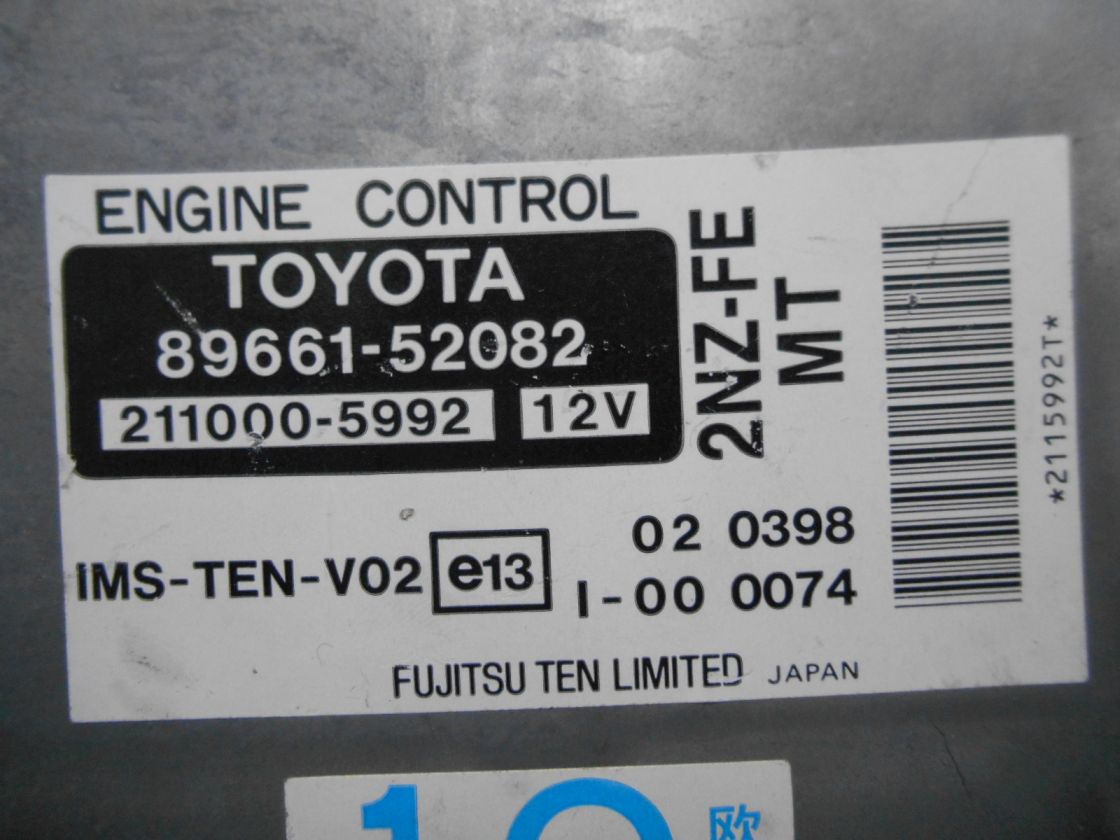 ENGINE CONTROL
TOYOTA
89661-52082
211000-5992 12V
2NZ-FE
MT
*2115992T*
IMS-TEN-V02 e13
02 0398
I-00 0074
FUJITSU TEN LIMITED JAPAN
欧